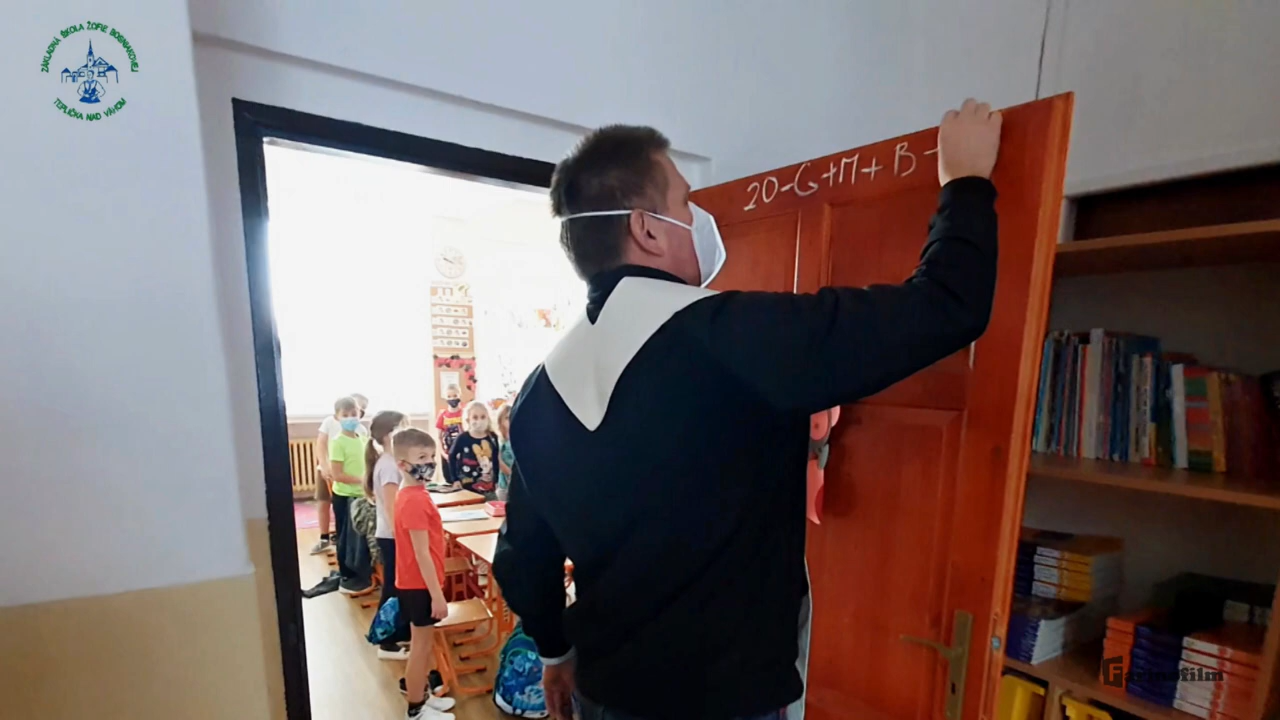 ZÁKLADNÁ ŠKOLA ŽOFIE BOSNIAKOVEJ
TEPLIČKA NAD VÁHOM
20-G+M+B-
film